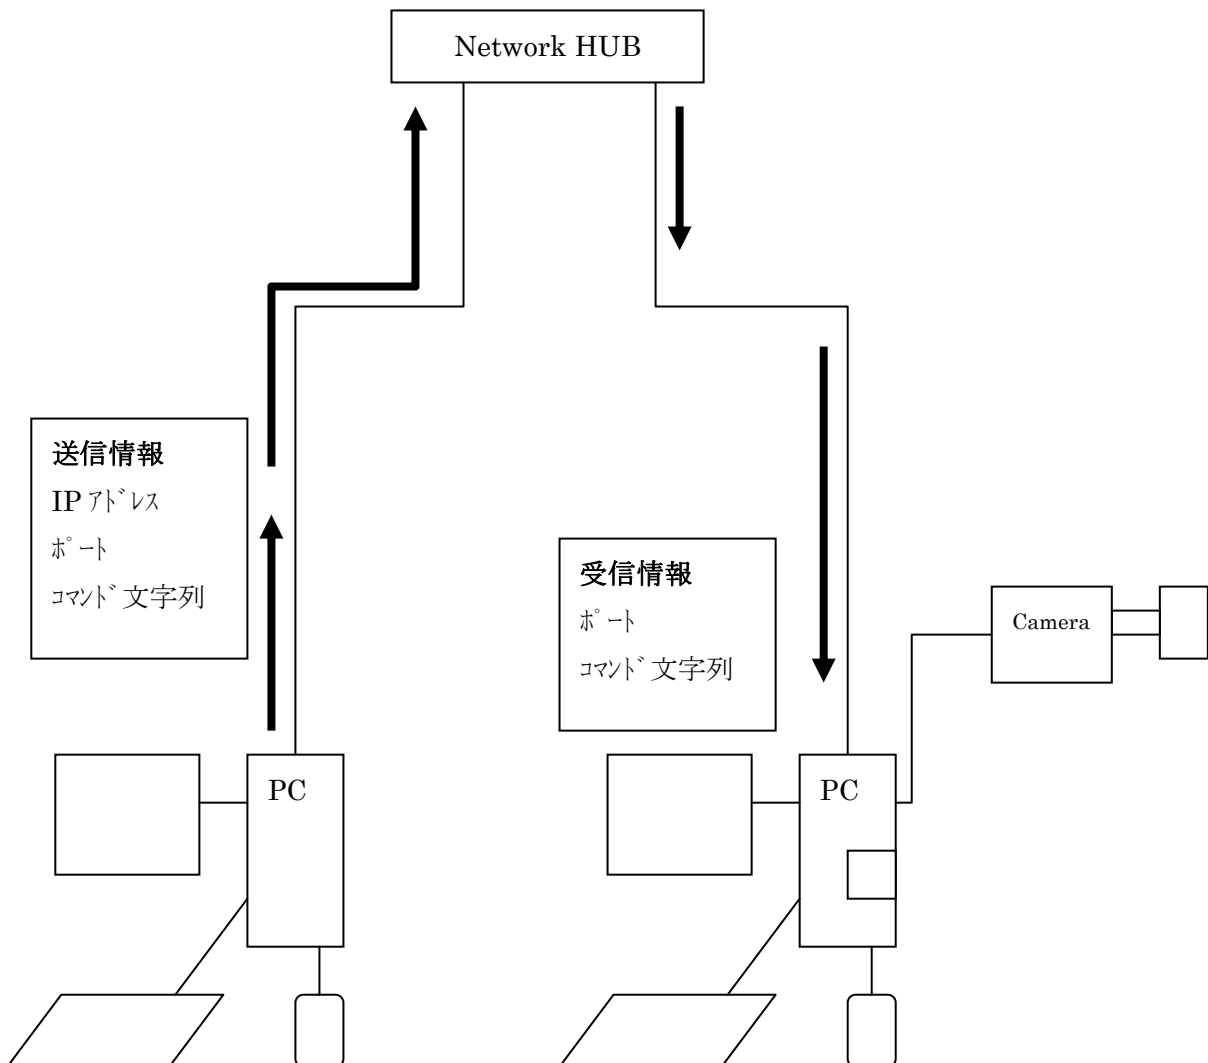 Network HUB
送信情報
IP ｱﾄﾞﾚｽ
ﾎﾟｰﾄ
ｺﾏﾝﾄﾞ文字列
受信情報
ﾎﾟｰﾄ
ｺﾏﾝﾄﾞ文字列
Camera
PC
PC